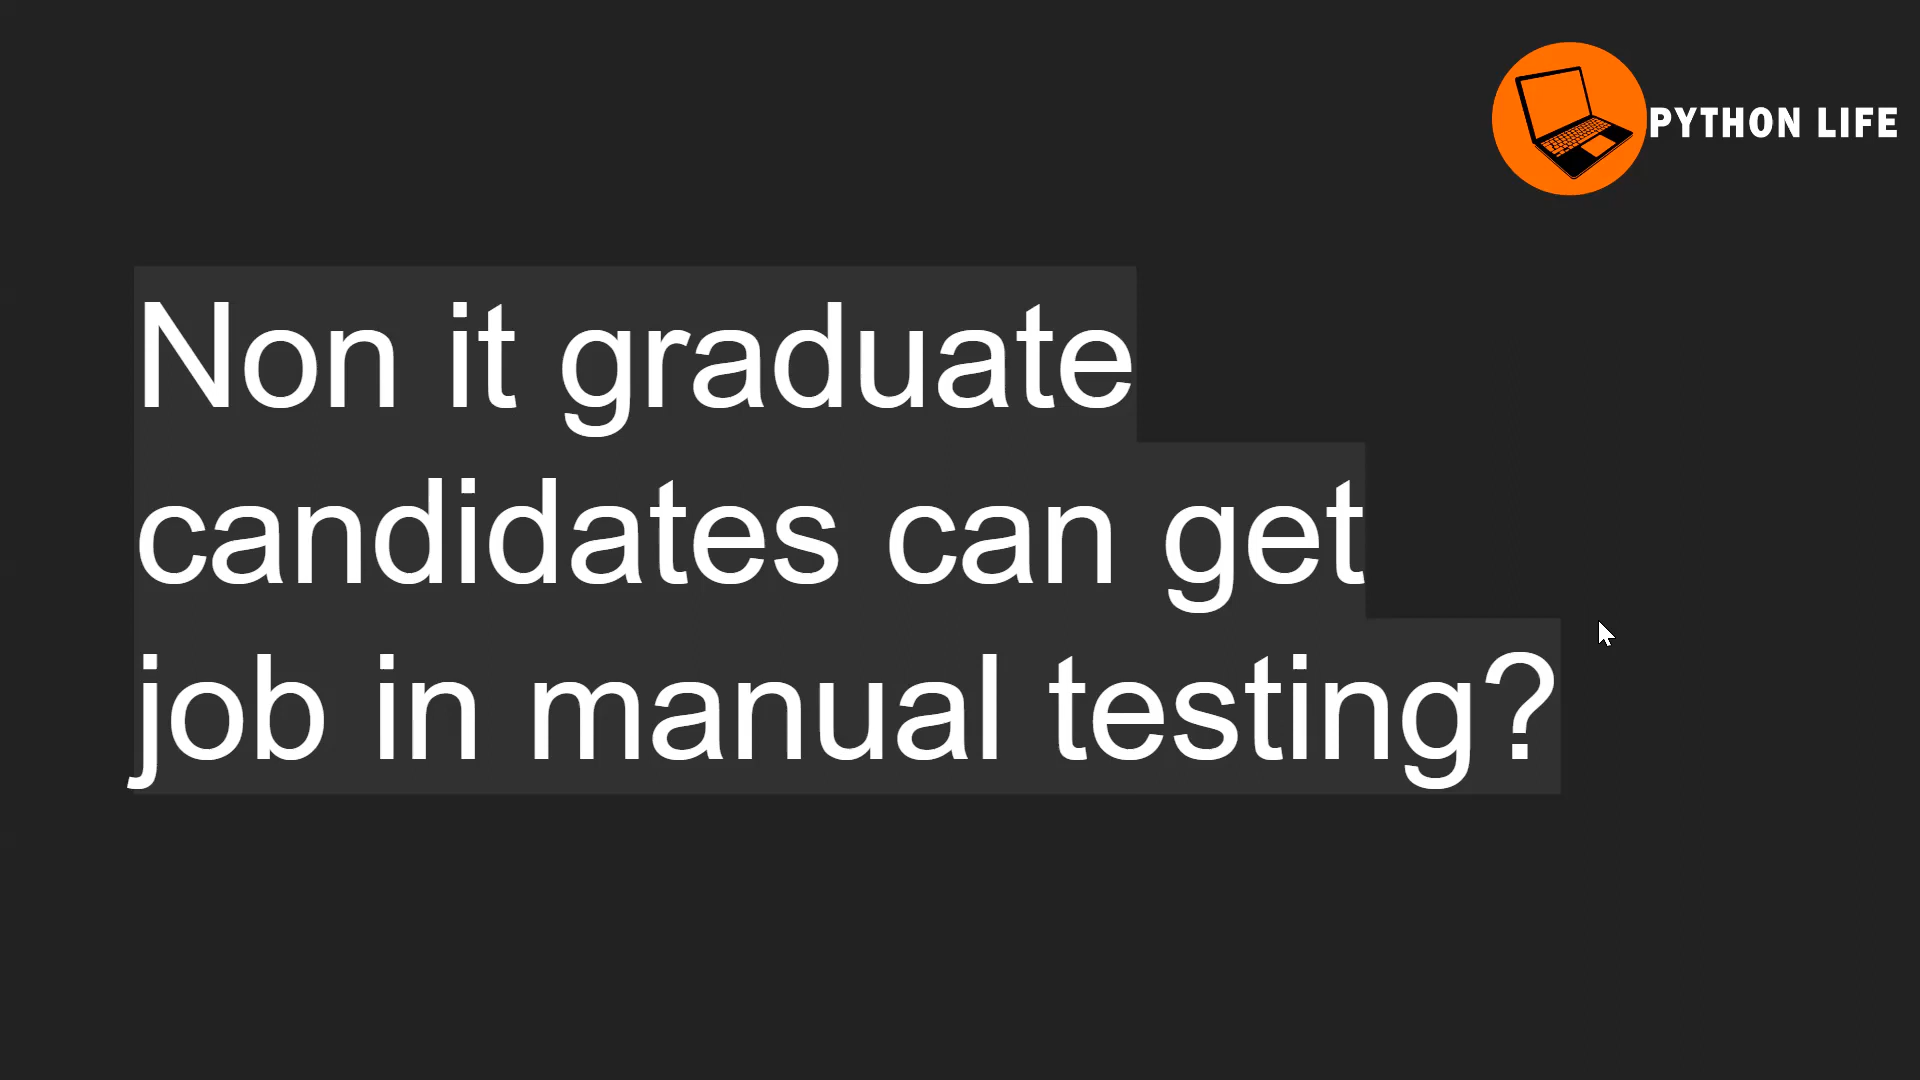 PYTHON LIFE
Non it graduate
candidates can get
job in manual testing?